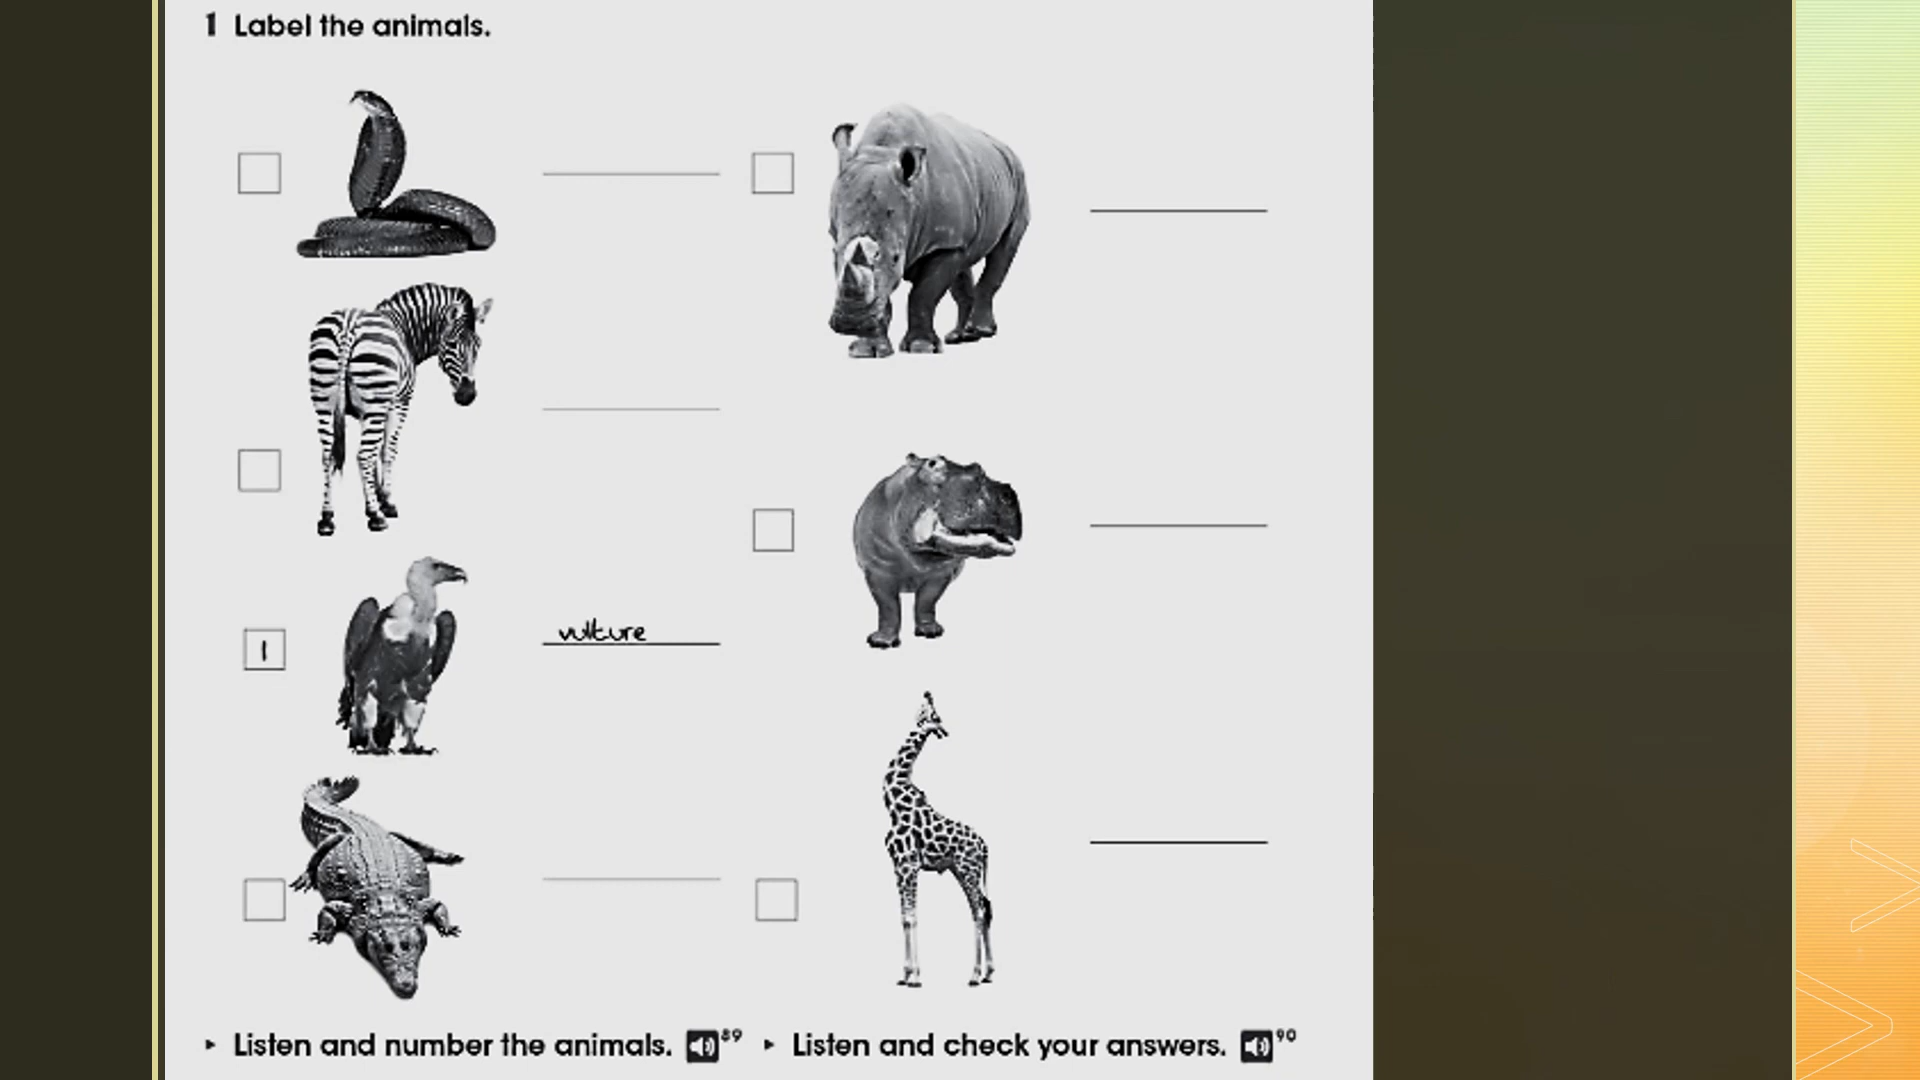 1 Label the animals.
1
vulture
▸ Listen and number the animals. 89 ▸ Listen and check your answers. 90